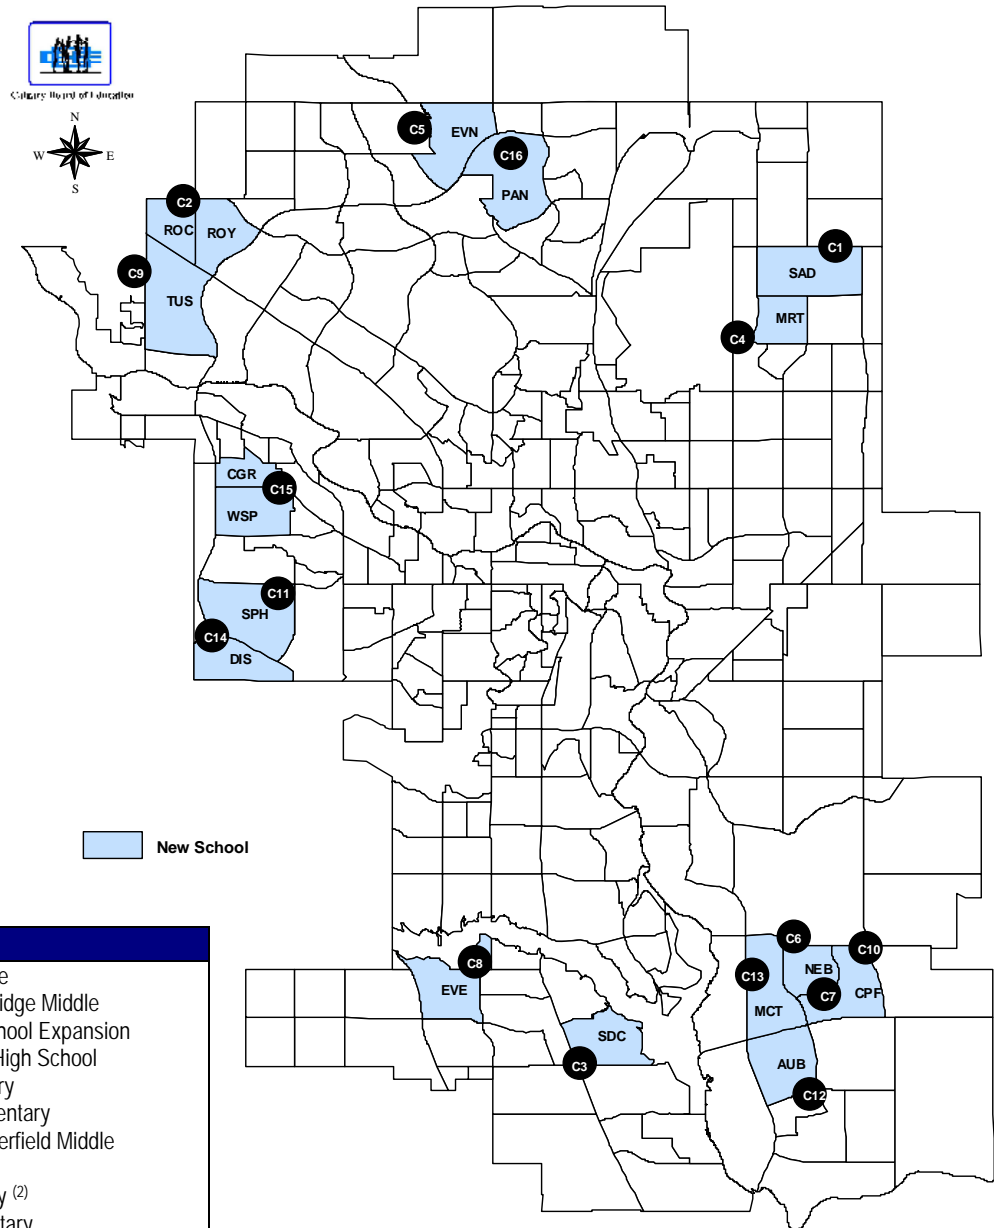 Calgary Board of Education
N
W E
S
C5
EVN
C16
PAN
C2
ROC
ROY
C9
TUS
C1
SAD
MRT
C4
CGR
C15
WSP
C11
SPH
C14
DIS
New School
C6
C10
C8
C13
NEB
C7
CPF
EVE
MCT
SDC
C3
AUB
C12
e
idge Middle
hool Expansion
High School
ry
entary
erfield Middle
y (2)
tary